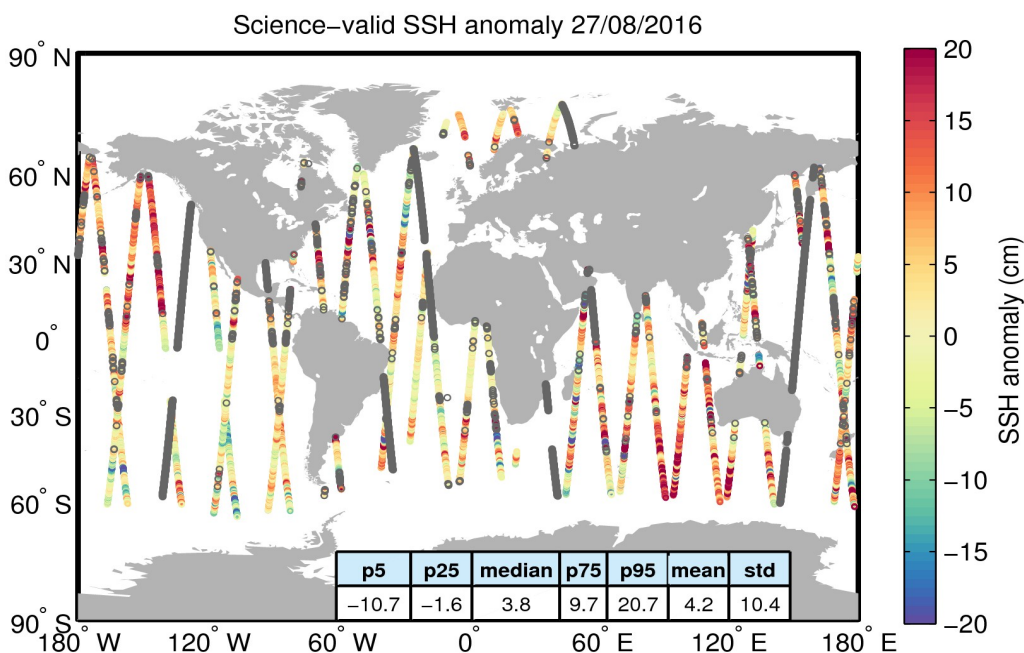 Science−valid SSH anomaly 27/08/2016
90° N
60° N
30° N
0°
30° S
60° S
90° S
180° W
120° W
60° W
0°
60° E
120° E
180° E
p5 p25 median p75 p95 mean std
−10.7 −1.6 3.8 9.7 20.7 4.2 10.4
20
15
10
5
0
−5
−10
−15
−20
SSH anomaly (cm)